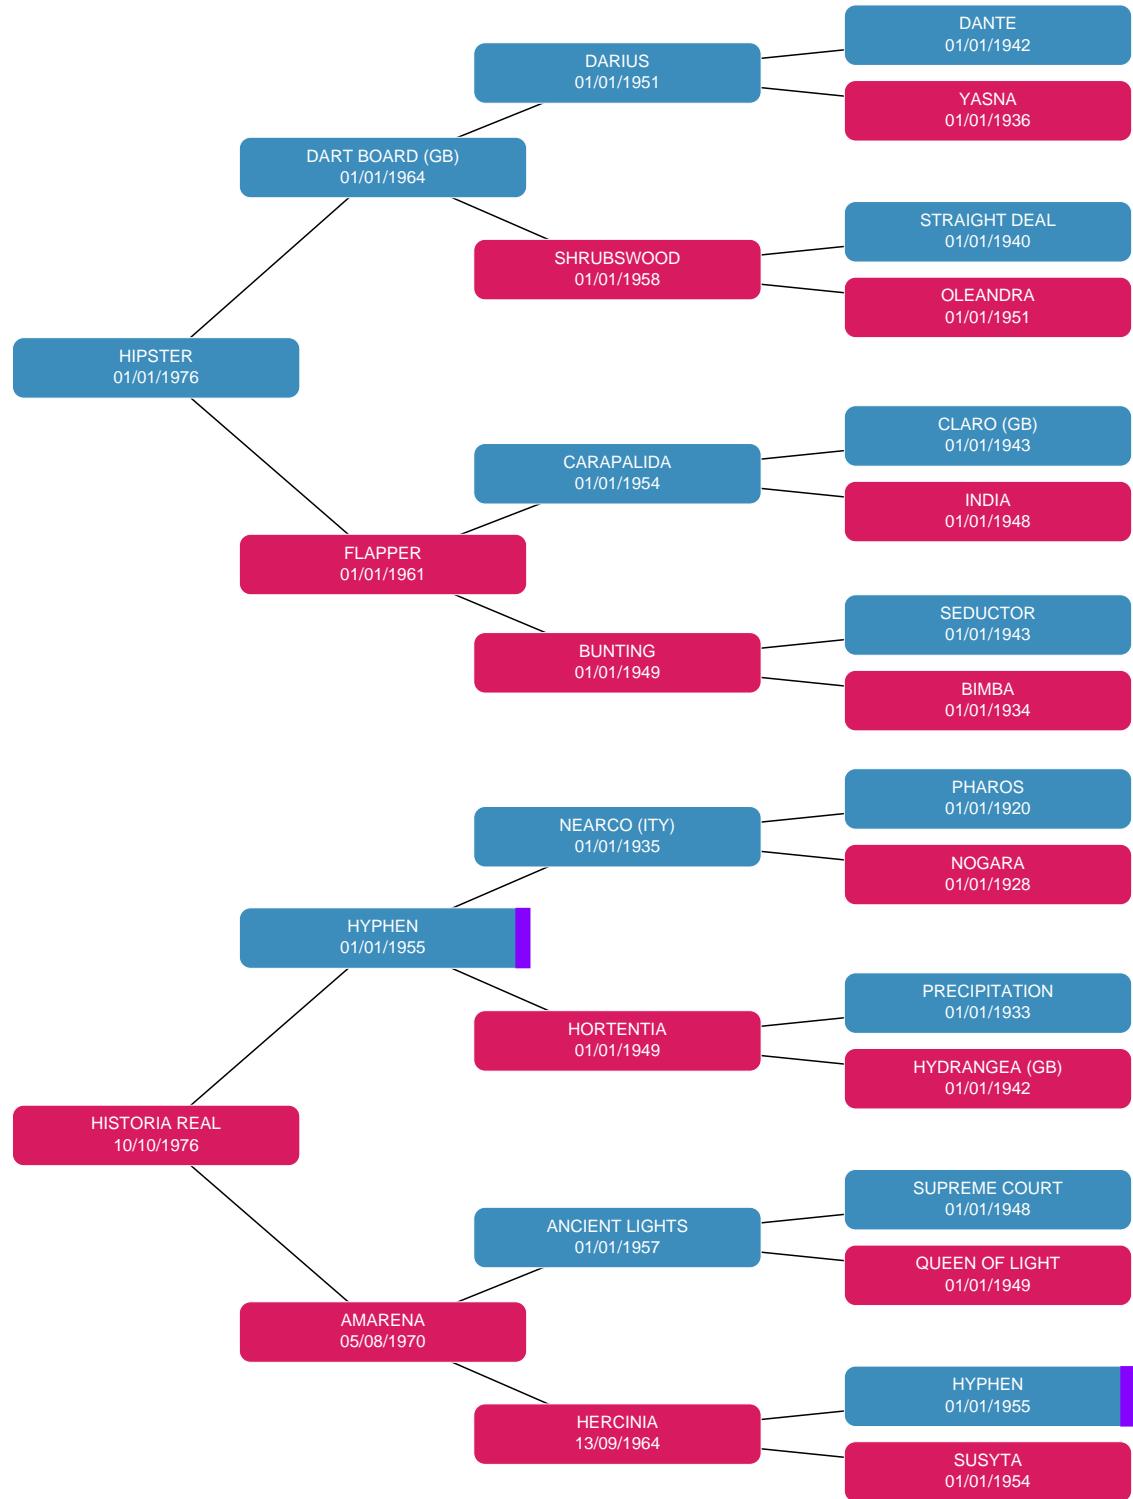 DANTE
01/01/1942
DARIUS
01/01/1951
YASNA
01/01/1936
DART BOARD (GB)
01/01/1964
STRAIGHT DEAL
01/01/1940
SHRUBSWOOD
01/01/1958
OLEANDRA
01/01/1951
HIPSTER
01/01/1976
CLARO (GB)
01/01/1943
CARAPALIDA
01/01/1954
INDIA
01/01/1948
FLAPPER
01/01/1961
SEDUCTOR
01/01/1943
BUNTING
01/01/1949
BIMBA
01/01/1934
PHAROS
01/01/1920
NEARCO (ITY)
01/01/1935
NOGARA
01/01/1928
HYPHEN
01/01/1955
PRECIPITATION
01/01/1933
HORTENTIA
01/01/1949
HYDRANGEA (GB)
01/01/1942
HISTORIA REAL
10/10/1976
SUPREME COURT
01/01/1948
ANCIENT LIGHTS
01/01/1957
QUEEN OF LIGHT
01/01/1949
AMARENA
05/08/1970
HYPHEN
01/01/1955
HERCINIA
13/09/1964
SUSYTA
01/01/1954